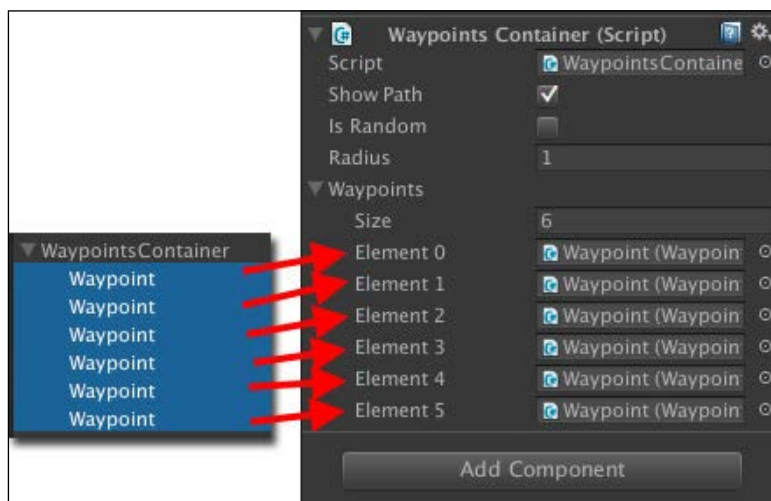 WaypointsContainer
Waypoint
Waypoint
Waypoint
Waypoint
Waypoint
Waypoint
Waypoints Container (Script)
Script WaypointsContaine
Show Path
Is Random
Radius 1
Waypoints
Size 6
Element 0 Waypoint (Waypoin
Element 1 Waypoint (Waypoin
Element 2 Waypoint (Waypoin
Element 3 Waypoint (Waypoin
Element 4 Waypoint (Waypoin
Element 5 Waypoint (Waypoin
Add Component